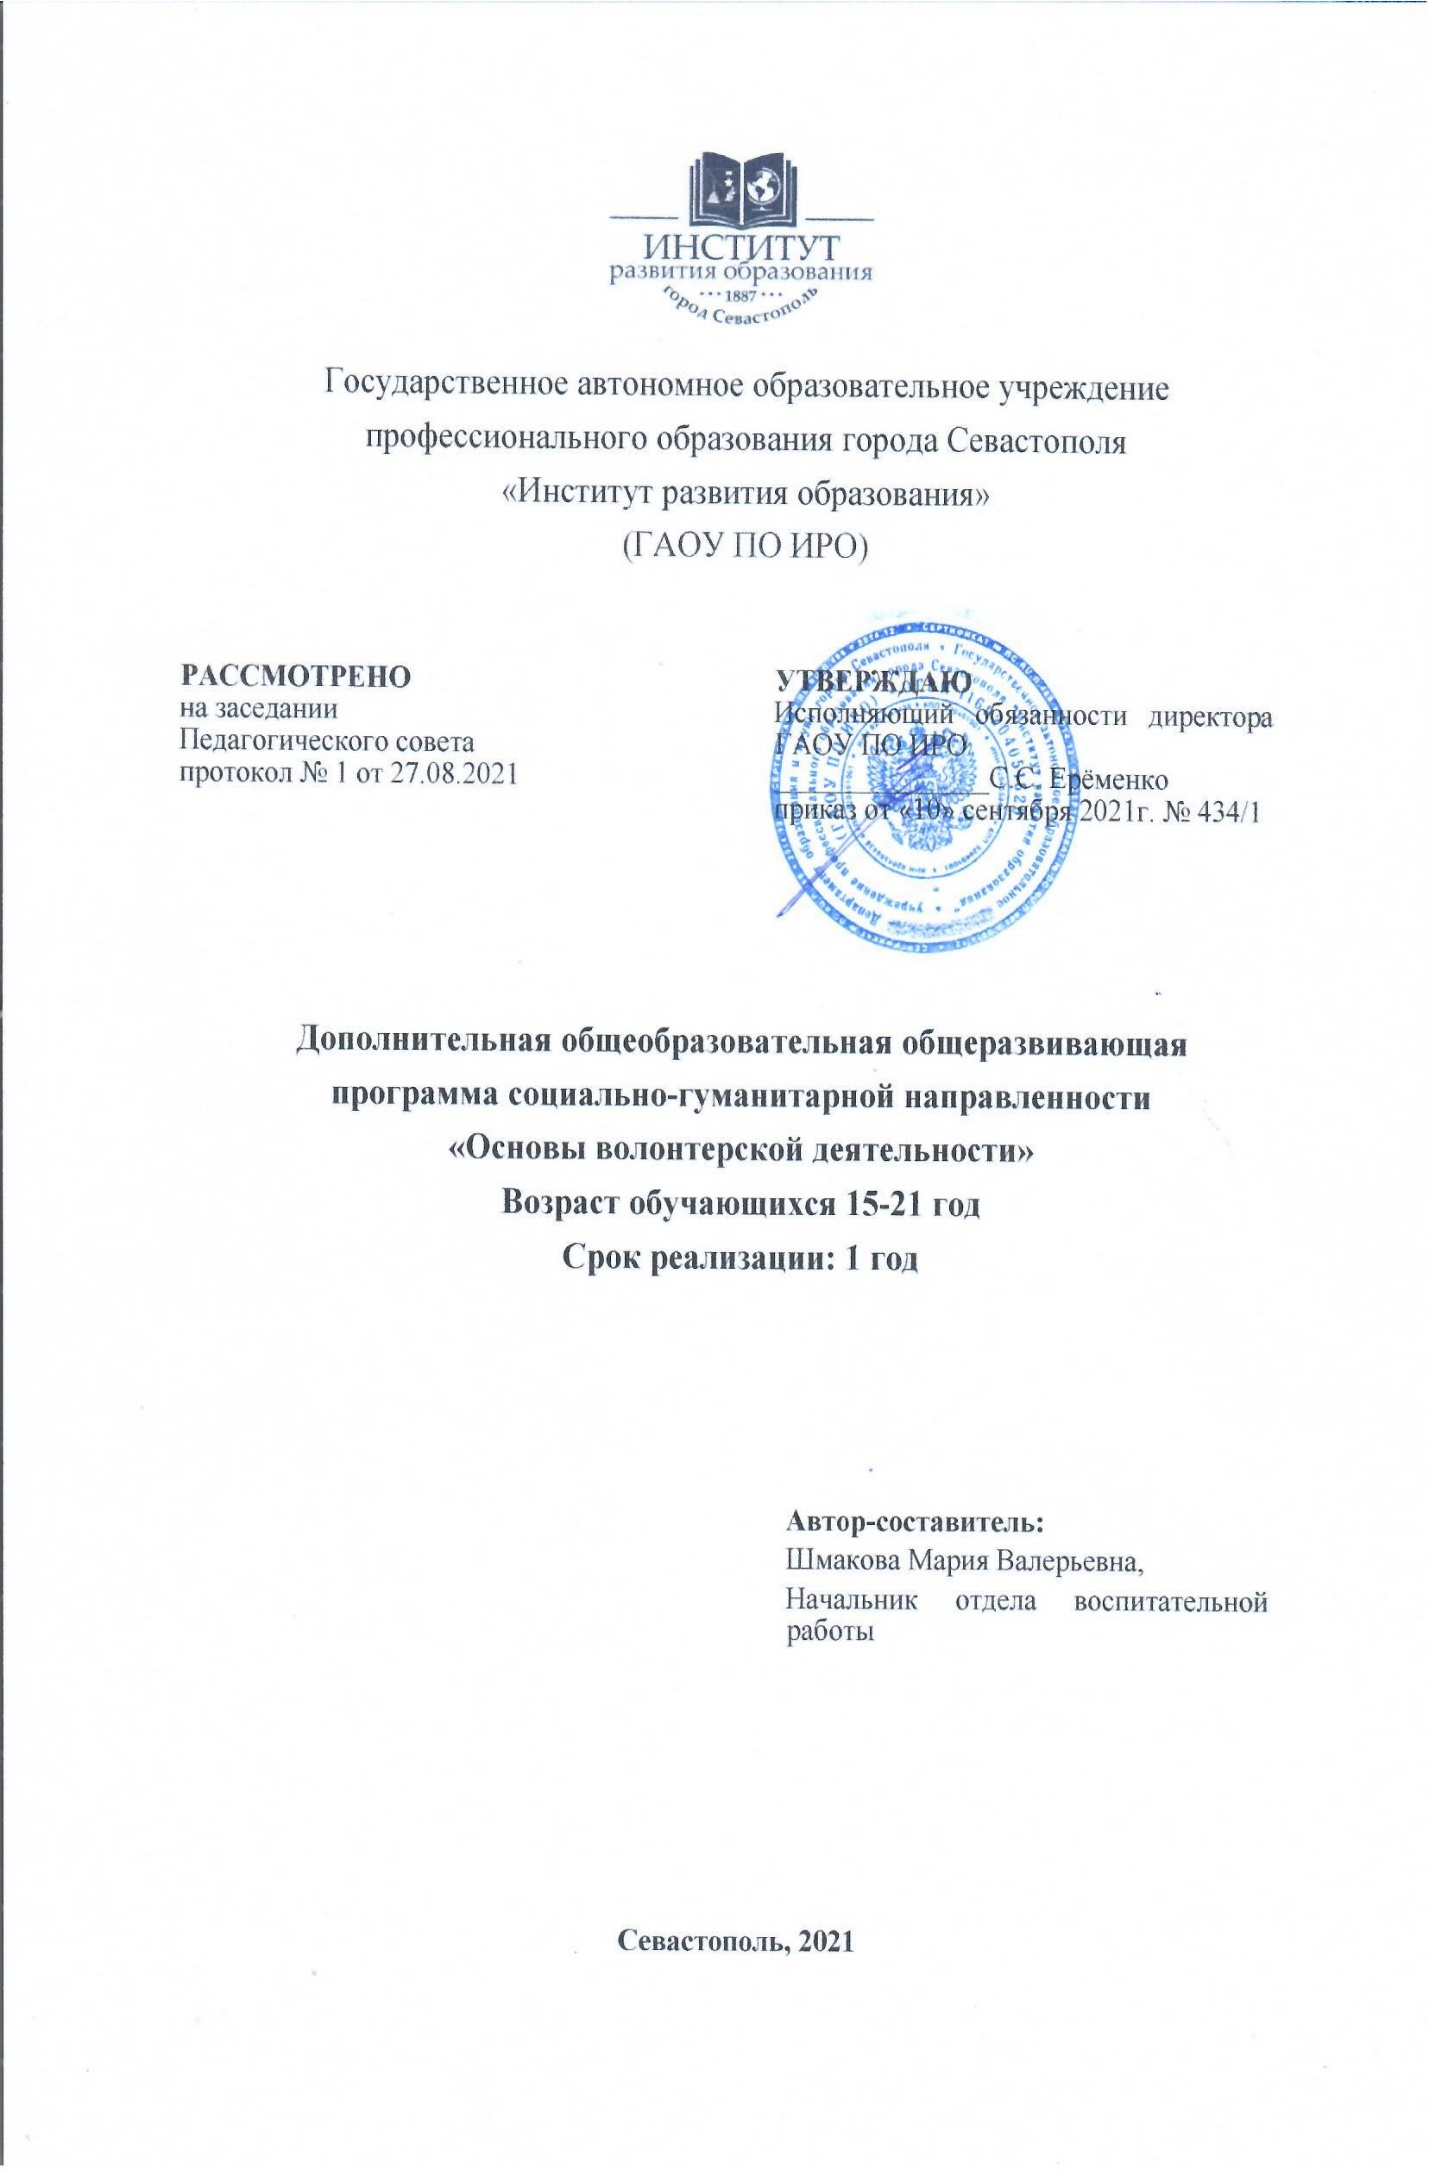 ИНСТИТУТ
развития образования
1887
город Севастополь
Государственное автономное образовательное учреждение
профессионального образования города Севастополя
«Институт развития образования»
(ГАОУ ПО ИРО)
РАССМОТРЕНО
на заседании
Педагогического совета
протокол № 1 от 27.08.2021
УТВЕРЖДАЮ
Исполняющий обязанности директора
ГАОУ ПО ИРО
С.С. Ерёменко
приказ от «10» сентября 2021г. № 434/1
Дополнительная общеобразовательная общеразвивающая
программа социально-гуманитарной направленности
«Основы волонтерской деятельности»
Возраст обучающихся 15-21 год
Срок реализации: 1 год
Автор-составитель:
Шмакова Мария Валерьевна,
Начальник отдела воспитательной
работы
Севастополь, 2021